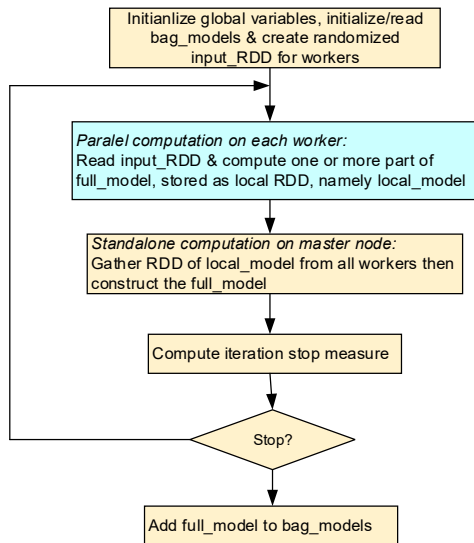 Initianlize global variables, initialize/read
bag_models & create randomized
input_RDD for workers
Paralel computation on each worker:
Read input_RDD & compute one or more part of
full_model, stored as local RDD, namely local_model
Standalone computation on master node:
Gather RDD of local_model from all workers then
construct the full_model
Compute iteration stop measure
Stop?
Add full_model to bag_models